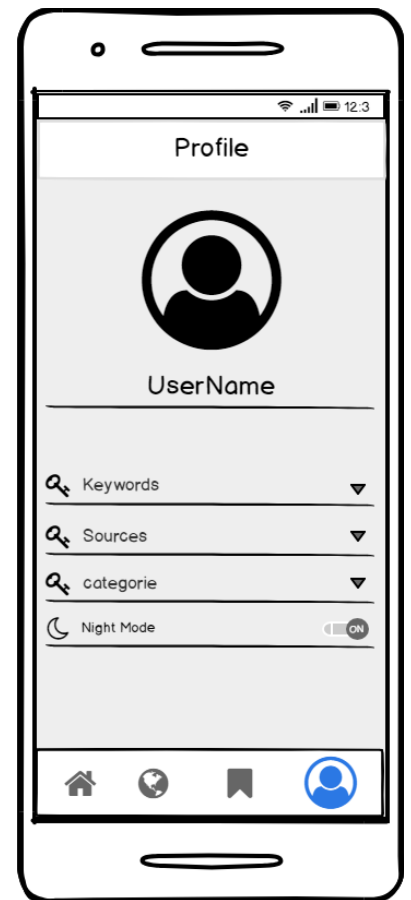 12:3
Profile
UserName
Keywords
Sources
categorie
Night Mode
ON